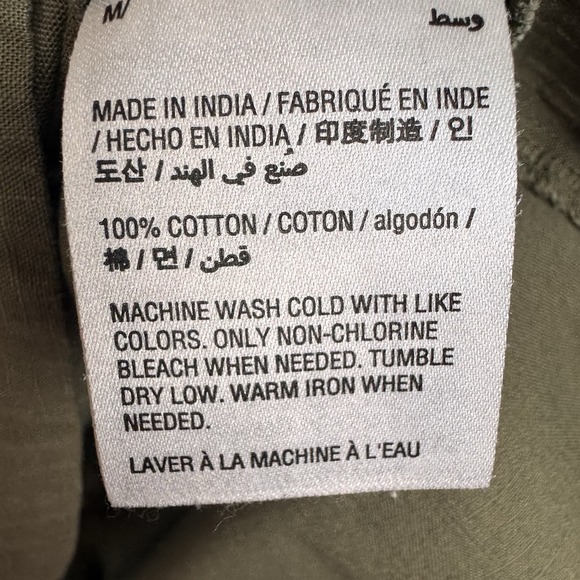 M/
وسط
MADE IN INDIA / FABRIQUÉ EN INDE
/ HECHO EN INDIA / 印度制造 / 인
도산 / صُنع في الهند
100% COTTON / COTON / algodón /
棉 / 면 / قطن
MACHINE WASH COLD WITH LIKE
COLORS. ONLY NON-CHLORINE
BLEACH WHEN NEEDED. TUMBLE
DRY LOW. WARM IRON WHEN
NEEDED.
LAVER À LA MACHINE À L'EAU